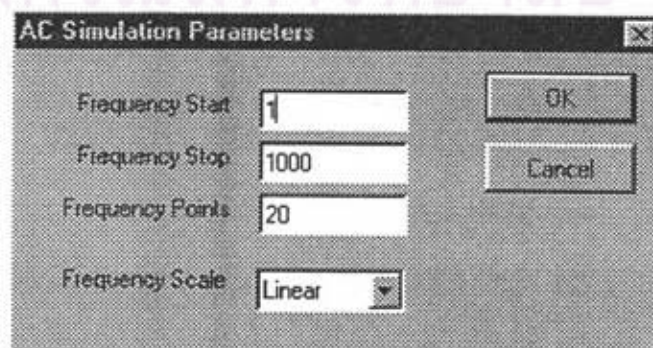 AC Simulation Parameters
Frequency Start 1
OK
Frequency Stop 1000
Cancel
Frequency Points 20
Frequency Scale Linear